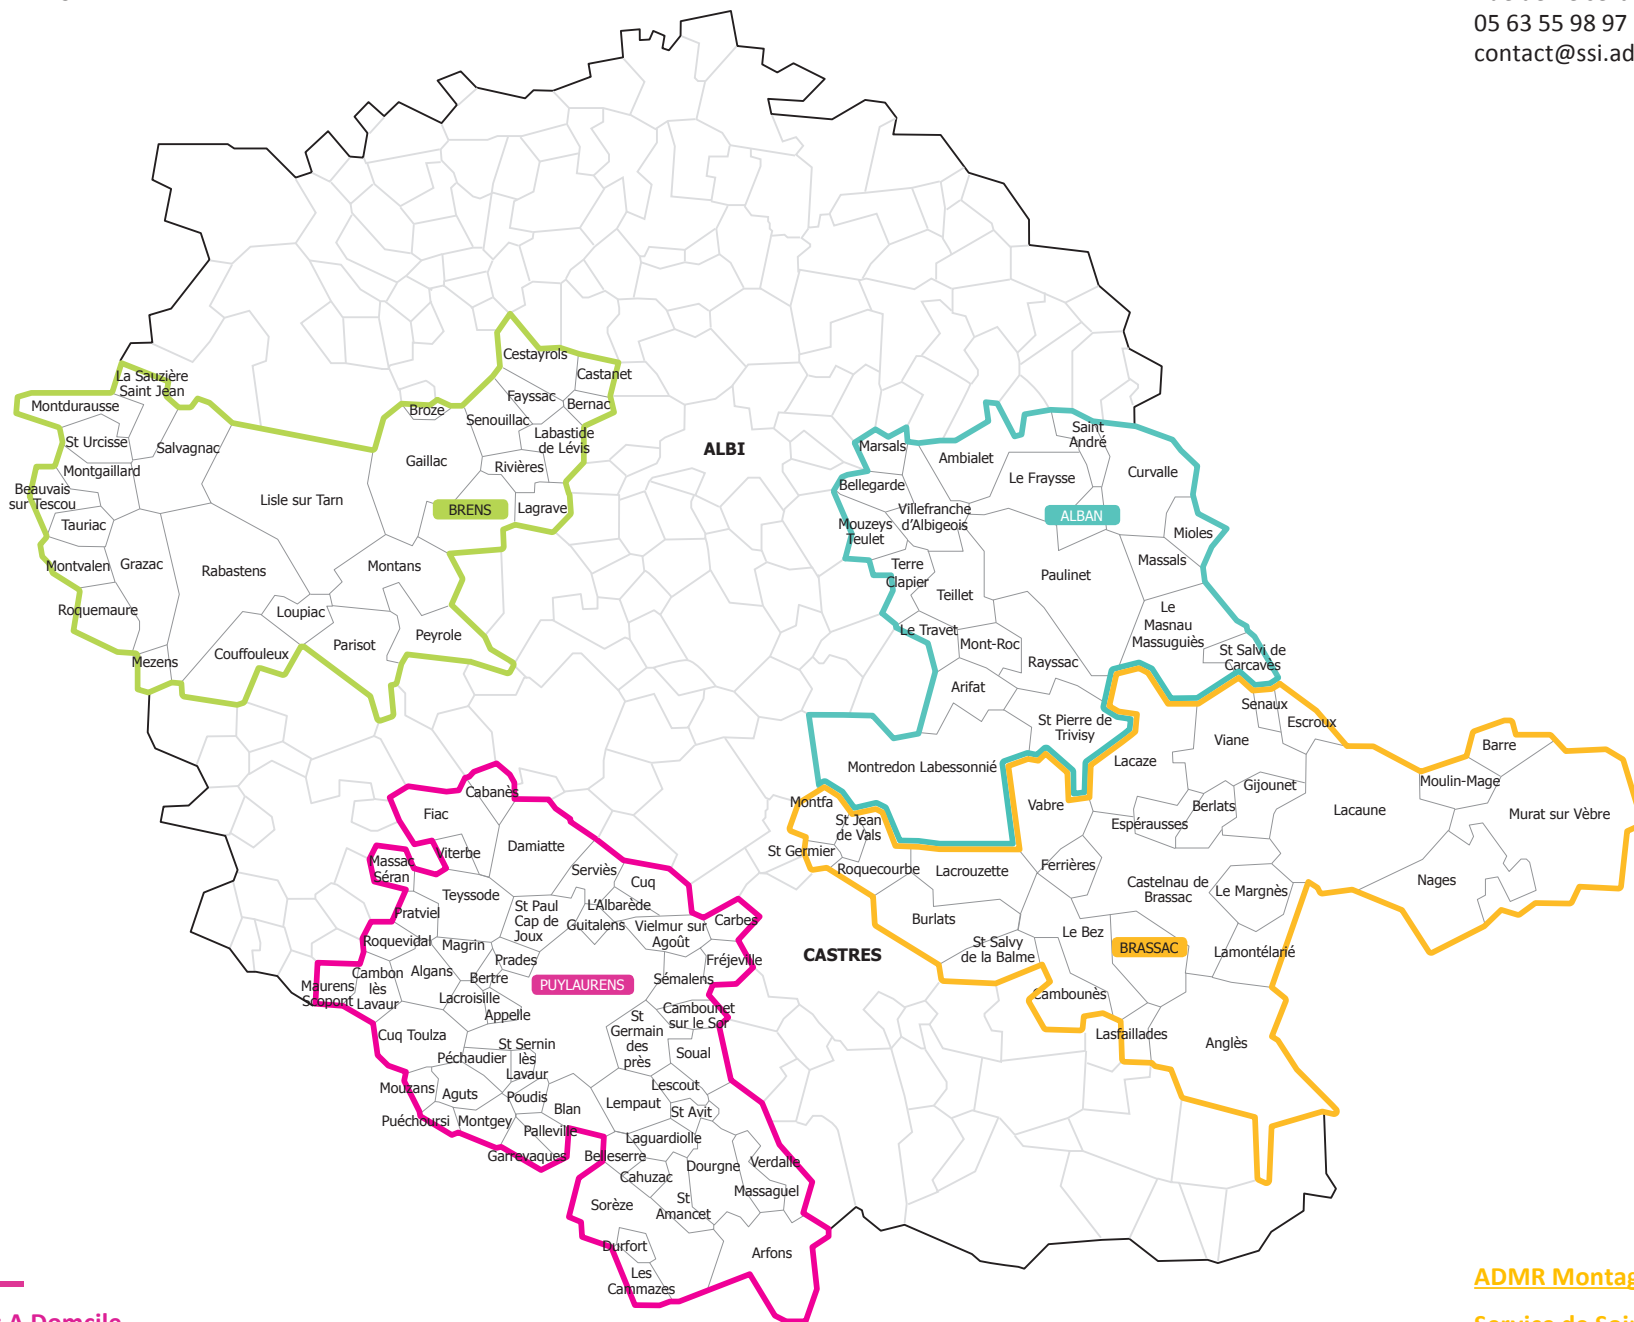 05 63 55 98 97
contact@ssi.ad
Cestayrols
La Sauzière
Saint Jean
Castanet
Fayssac
Bernac
Montdurausse
Broze
Senouillac
St Urcisse
Salvagnac
Labastide
de Lévis
Gaillac
Rivières
Montgaillard
Beauvais
sur Tescou
Lisle sur Tarn
BRENS
Lagrave
Tauriac
Montvalen
Grazac
Rabastens
Montans
Roquemaure
Loupiac
Couffouleux
Parisot
Peyrole
Mezens
ALBI
Saint
André
Marsals
Ambialet
Le Fraysse
Curvalle
Bellegarde
Villefranche
d'Albigeois
ALBAN
Mouzeys
Teulet
Mioles
Massals
Terre
Clapier
Paulinet
Teillet
Le
Masnau
Massuguiès
Le Travet
Mont-Roc
Rayssac
St Salvi de
Carcaves
Arifat
St Pierre de
Trivisy
Montredon Labessonnié
Senaux
Escroux
Viane
Barre
Lacaze
Moulin-Mage
Gijounet
Montfa
Vabre
Berlats
Lacaune
Murat sur Vèbre
St Jean
de Vals
Espérausses
St Germier
Roquecourbe
Lacrouzette
Ferrières
Castelnau de
Brassac
Le Margnès
Nages
Burlats
Le Bez
BRASSAC
St Salvy
de la Balme
Lamontélarié
Cambounès
Lasfaillades
Anglès
CASTRES
Cabanès
Fiac
Damiatte
Viterbe
Massac
Séran
Serviès
Teyssode
Cuq
St Paul
Cap de
Joux
L'Albarède
Guitalens
Pratviel
Vielmur sur
Agoût
Carbes
Roquevidal
Magrin
Prades
Fréjeville
Cambon
lès
Lavaur
Algans
Bertre
PUYLAURENS
Sémalens
Maurens
Scopont
Lacroisille
Appelle
Cambounet
sur le Sor
St
Germain
des
près
Cuq Toulza
St Sernin
lès
Lavaur
Soual
Péchaudier
Mouzans
Aguts
Poudis
Lescout
Lempaut
St Avit
Blan
Puéchoursi
Montgey
Palleville
Laguardiolle
Garrevaques
Belleserre
Dourgne
Verdalle
Cahuzac
Massaguel
Sorèze
St
Amancet
Durfort
Arfons
Les
Cammazes
ADMR Montag
A Domcile
Service de Soi